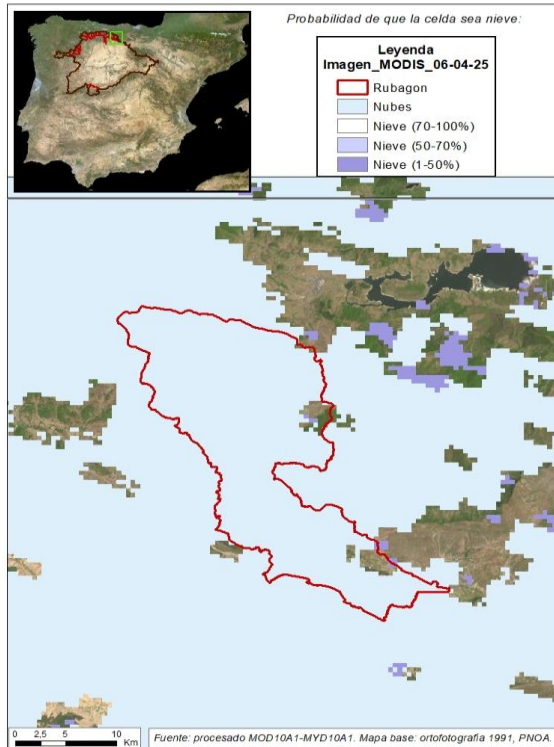 Probabilidad de que la celda sea nieve:
Leyenda
Imagen_MODIS_06-04-25
Rubagon
Nubes
Nieve (70-100%)
Nieve (50-70%)
Nieve (1-50%)
0 2,5 5 10
Km
Fuente: procesado MOD10A1-MYD10A1. Mapa base: ortofotografía 1991, PNOA.